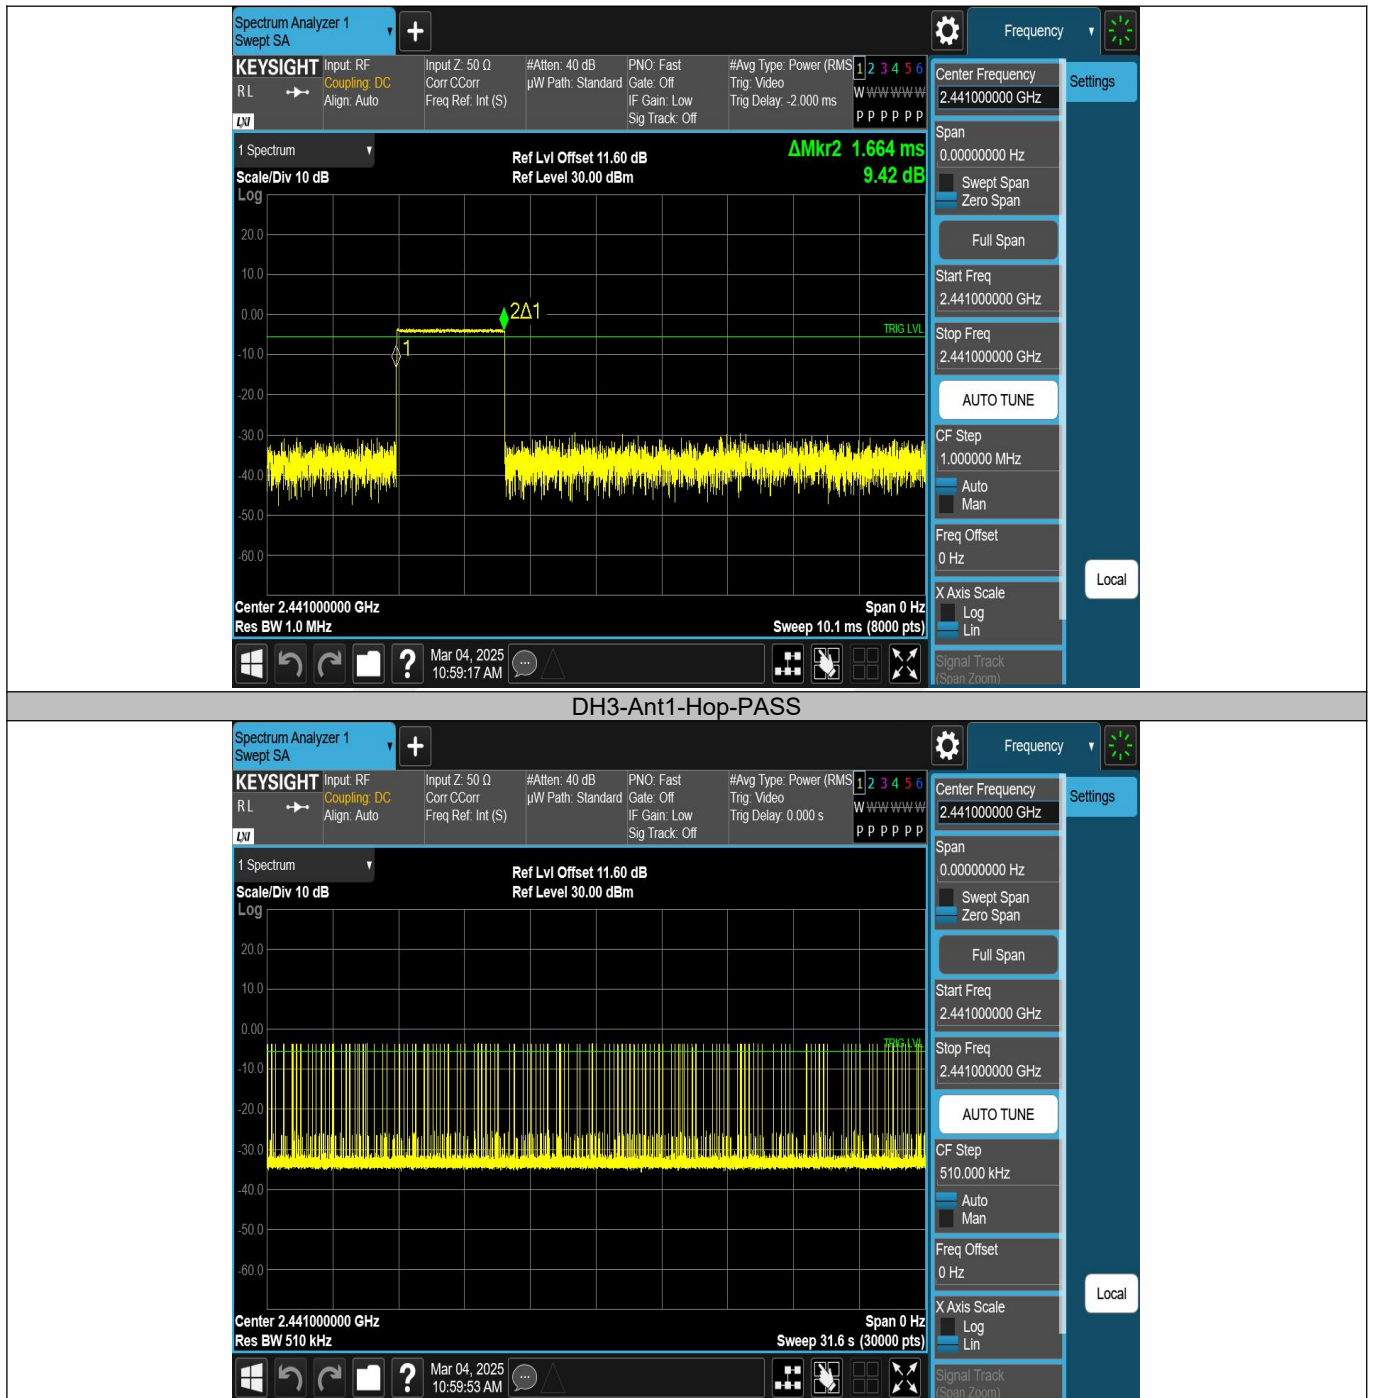 Spectrum Analyzer 1
Swept SA
+
Frequency
KEYSIGHT
RL
LXI
Input: RF
Coupling: DC
Align: Auto
Input Z: 50 Ω
Corr CCorr
Freq Ref: Int (S)
#Atten: 40 dB
µW Path: Standard
PNO: Fast
Gate: Off
IF Gain: Low
Sig Track: Off
#Avg Type: Power (RMS
Trig: Video
Trig Delay: -2.000 ms
1 2 3 4 5 6
W W W W W W
P P P P P P
Center Frequency
2.441000000 GHz
Settings
Span
0.00000000 Hz
Swept Span
Zero Span
Full Span
Start Freq
2.441000000 GHz
Stop Freq
2.441000000 GHz
AUTO TUNE
CF Step
1.000000 MHz
Auto
Man
Freq Offset
0 Hz
X Axis Scale
Log
Lin
Signal Track
(Span Zoom)
Local
1 Spectrum
Scale/Div 10 dB
Ref Lvl Offset 11.60 dB
Ref Level 30.00 dBm
ΔMkr2 1.664 ms
9.42 dB
Log
20.0
10.0
0.00
-10.0
-20.0
-30.0
-40.0
-50.0
-60.0
2Δ1
1
TRIG LVL
Center 2.441000000 GHz
Res BW 1.0 MHz
Span 0 Hz
Sweep 10.1 ms (8000 pts)
?
Mar 04, 2025
10:59:17 AM
DH3-Ant1-Hop-PASS
Spectrum Analyzer 1
Swept SA
+
Frequency
KEYSIGHT
RL
LXI
Input: RF
Coupling: DC
Align: Auto
Input Z: 50 Ω
Corr CCorr
Freq Ref: Int (S)
#Atten: 40 dB
µW Path: Standard
PNO: Fast
Gate: Off
IF Gain: Low
Sig Track: Off
#Avg Type: Power (RMS
Trig: Video
Trig Delay: 0.000 s
1 2 3 4 5 6
W W W W W W
P P P P P P
Center Frequency
2.441000000 GHz
Settings
Span
0.00000000 Hz
Swept Span
Zero Span
Full Span
Start Freq
2.441000000 GHz
Stop Freq
2.441000000 GHz
AUTO TUNE
CF Step
510.000 kHz
Auto
Man
Freq Offset
0 Hz
X Axis Scale
Log
Lin
Signal Track
(Span Zoom)
Local
1 Spectrum
Scale/Div 10 dB
Ref Lvl Offset 11.60 dB
Ref Level 30.00 dBm
Log
20.0
10.0
0.00
-10.0
-20.0
-30.0
-40.0
-50.0
-60.0
TRIG LVL
Center 2.441000000 GHz
Res BW 510 kHz
Span 0 Hz
Sweep 31.6 s (30000 pts)
?
Mar 04, 2025
10:59:53 AM